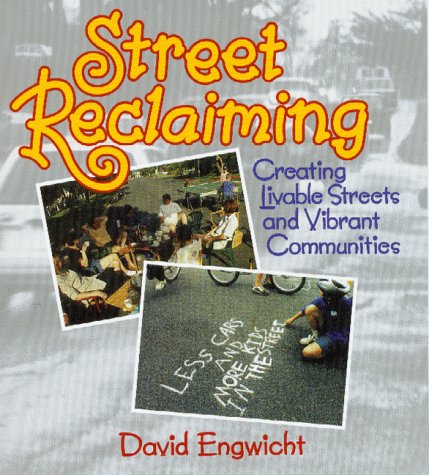 Street
Reclaiming
Creating
Livable Streets
and Vibrant
Communities
LESS CARS
AND
MORE KIDS
IN THE STREET
David Engwicht